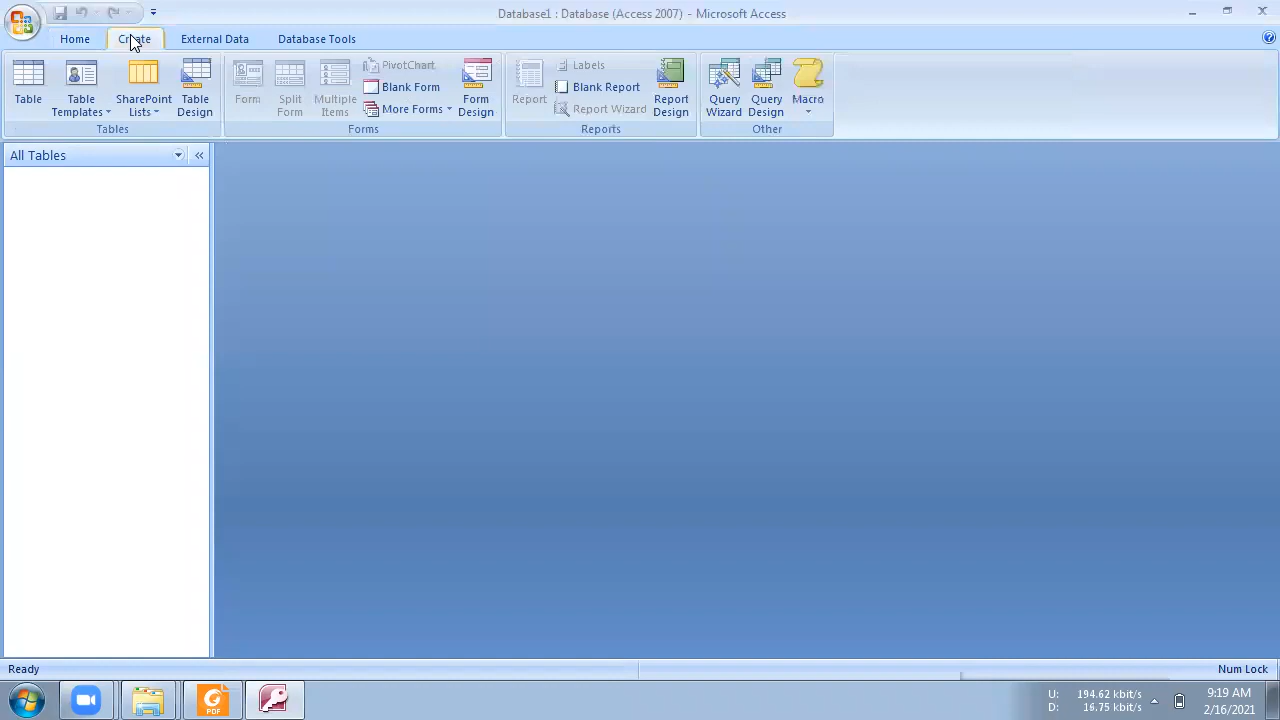 Database1 : Database (Access 2007) - Microsoft Access
Home Create External Data Database Tools
Table
Table Templates
SharePoint Lists
Table Design
Tables
Form
Split Form
Multiple Items
PivotChart
Blank Form
More Forms
Form Design
Forms
Report
Labels
Blank Report
Report Wizard
Report Design
Reports
Query Wizard
Query Design
Macro
Other
All Tables
Ready
Num Lock
PDF
U: 194.62 kbit/s
D: 16.75 kbit/s
9:19 AM
2/16/2021